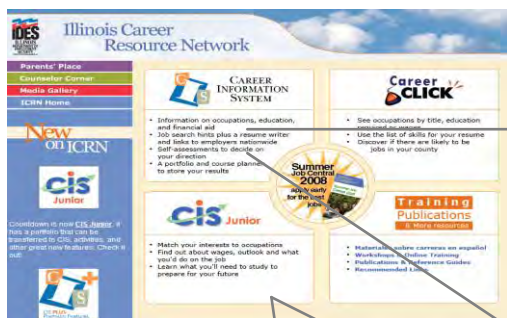 IDES
Illinois Career
Resource Network
Parents' Place
Counselor Corner
Media Gallery
ICRN Home
New
on ICRN
cis
Junior
Countdown is now CIS Junior, it
has a portfolio that can be
transferred to CIS, activities, and
other great new features. Check it
out!
CIS
CAREER
INFORMATION
SYSTEM
• Information on occupations, education,
and financial aid
• Job search hints plus a resume writer
and links to employers nationwide
• Self-assessments to decide on
your direction
• A portfolio and course planner
to store your results
Career
CLICK
• See occupations by title, education
• Use the list of skills for your resume
• Discover if there are likely to be
jobs in your county
Summer
Job Central
2008
apply early
for the best
jobs
cis Junior
• Match your interests to occupations
• Find out about wages, outlook and what
you'd do on the job
• Learn what you'll need to study to
prepare for your future
Training
Publications
& More resources
• Materiales sobre carreras en español
• Workshops & Online Training
• Publications & Reference Guides
• Recommended Links